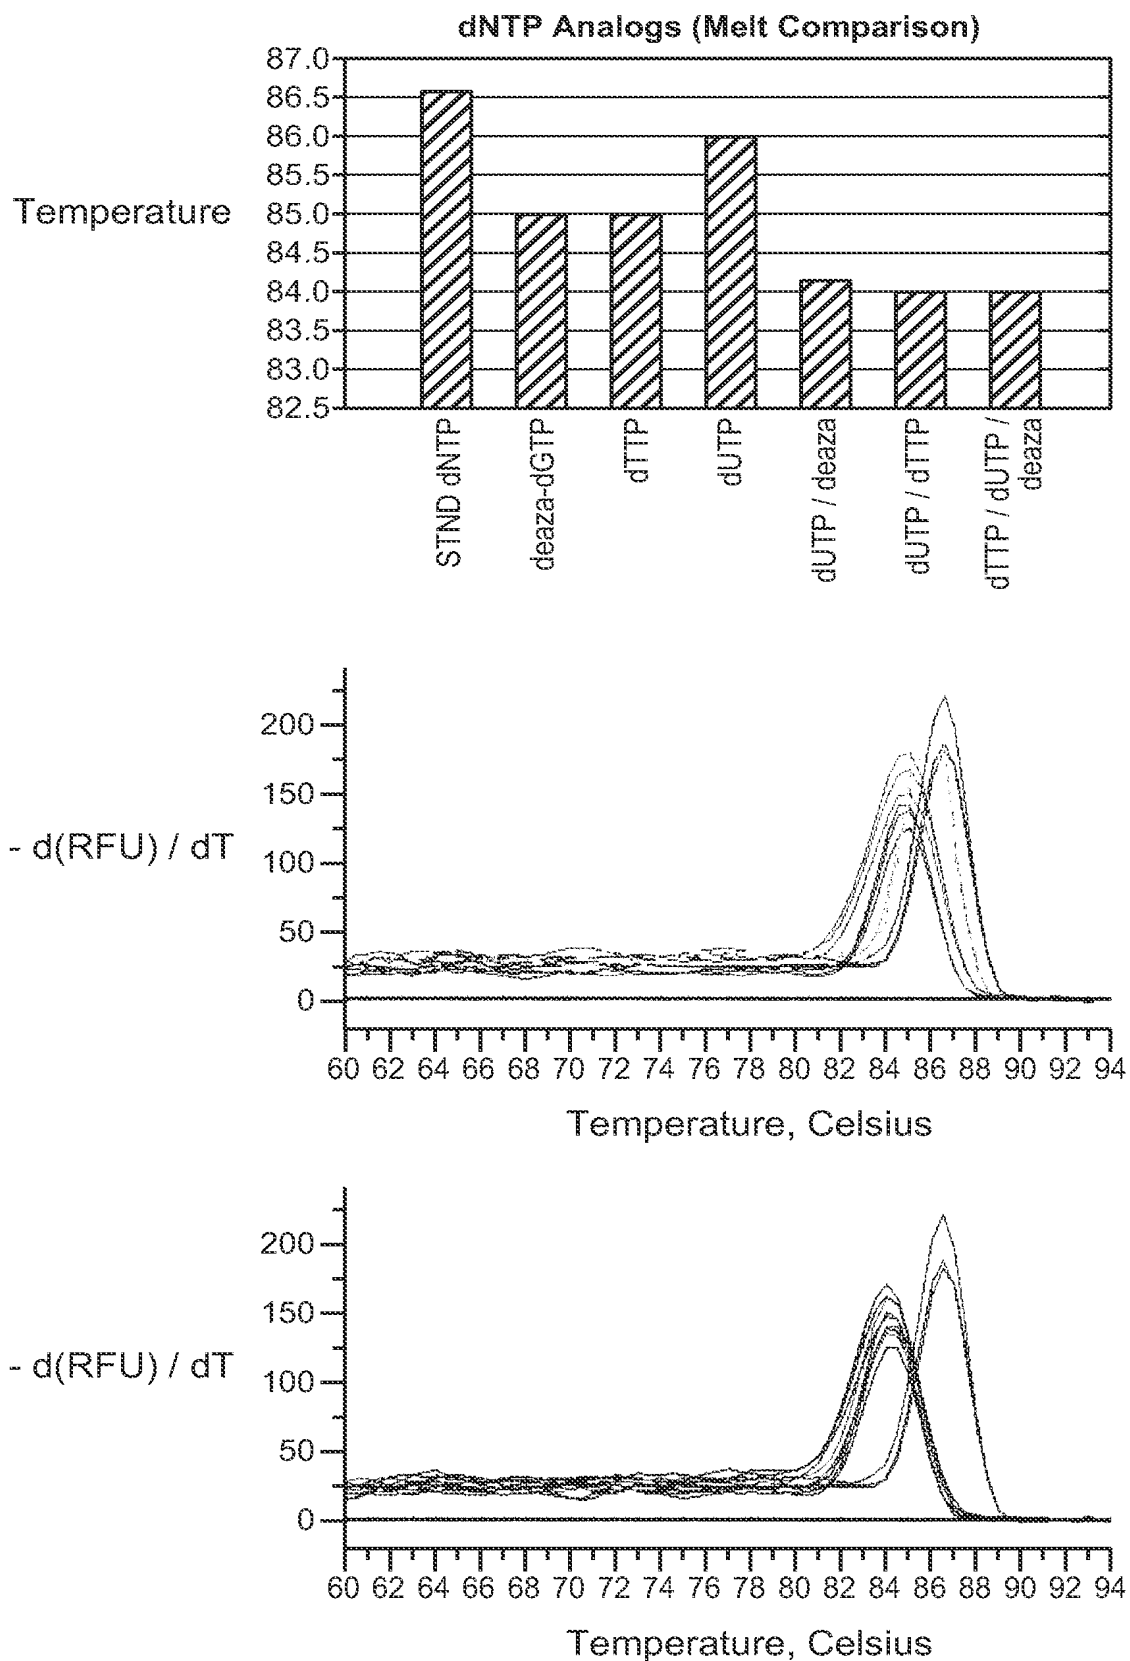 dNTP Analogs (Melt Comparison)
87.0
86.5
86.0
85.5
85.0
84.5
84.0
83.5
83.0
82.5
Temperature
STND dNTP
deaza-dGTP
dTTP
dUTP
dUTP / deaza
dUTP / dTTP
dTTP / dUTP /
deaza
200
150
100
50
0
- d(RFU) / dT
60 62 64 66 68 70 72 74 76 78 80 82 84 86 88 90 92 94
Temperature, Celsius
200
150
100
50
0
- d(RFU) / dT
60 62 64 66 68 70 72 74 76 78 80 82 84 86 88 90 92 94
Temperature, Celsius